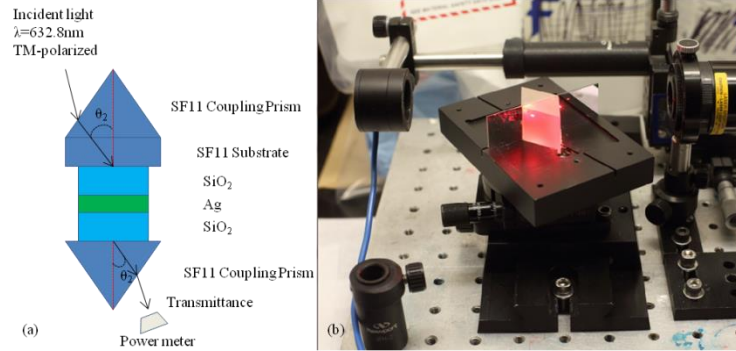 Incident light
λ=632.8nm
TM-polarized
θ2
SF11 Coupling Prism
SF11 Substrate
SiO2
Ag
SiO2
θ2
SF11 Coupling Prism
Transmittance
(a)
Power meter
(b)